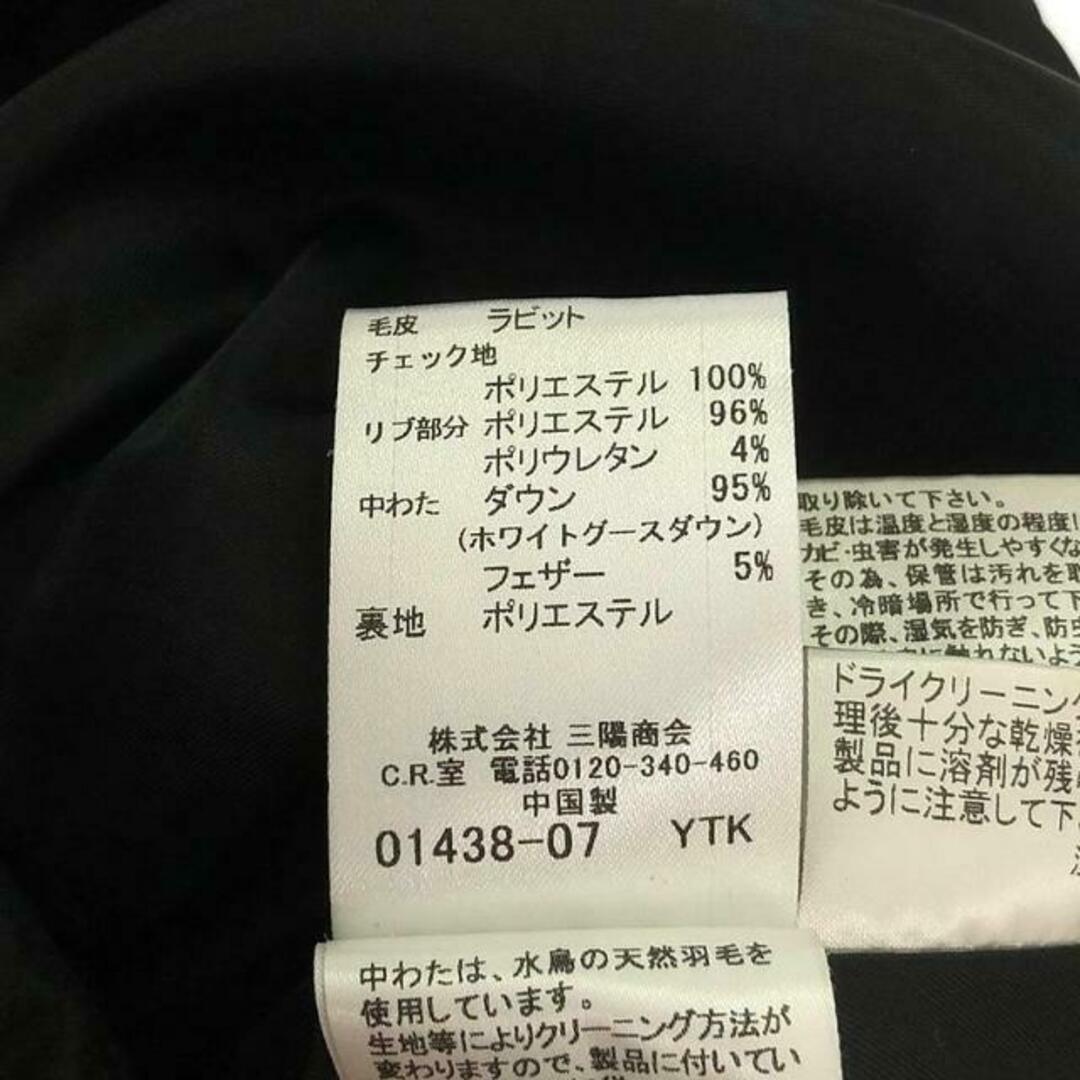 毛皮 ラビット
チェック地
ポリエステル 100%
リブ部分 ポリエステル 96%
ポリウレタン 4%
中わた ダウン 95%
(ホワイトグースダウン)
フェザー 5%
裏地 ポリエステル
株式会社 三陽商会
C.R.室 電話0120-340-460
中国製
01438-07 YTK
取り除いて下さい。
毛皮は温度と湿度の程度
カビ・虫害が発生しやすくな
その為、保管は汚れを取
き、冷暗場所で行って下
その際、湿気を防ぎ、防虫
に触れないよう
ドライクリーニング
理後十分な乾燥
製品に溶剤が残
ように注意して下
中わたは、水鳥の天然羽毛を
使用しています。
生地等によりクリーニング方法が
変わりますので、製品に付いてい